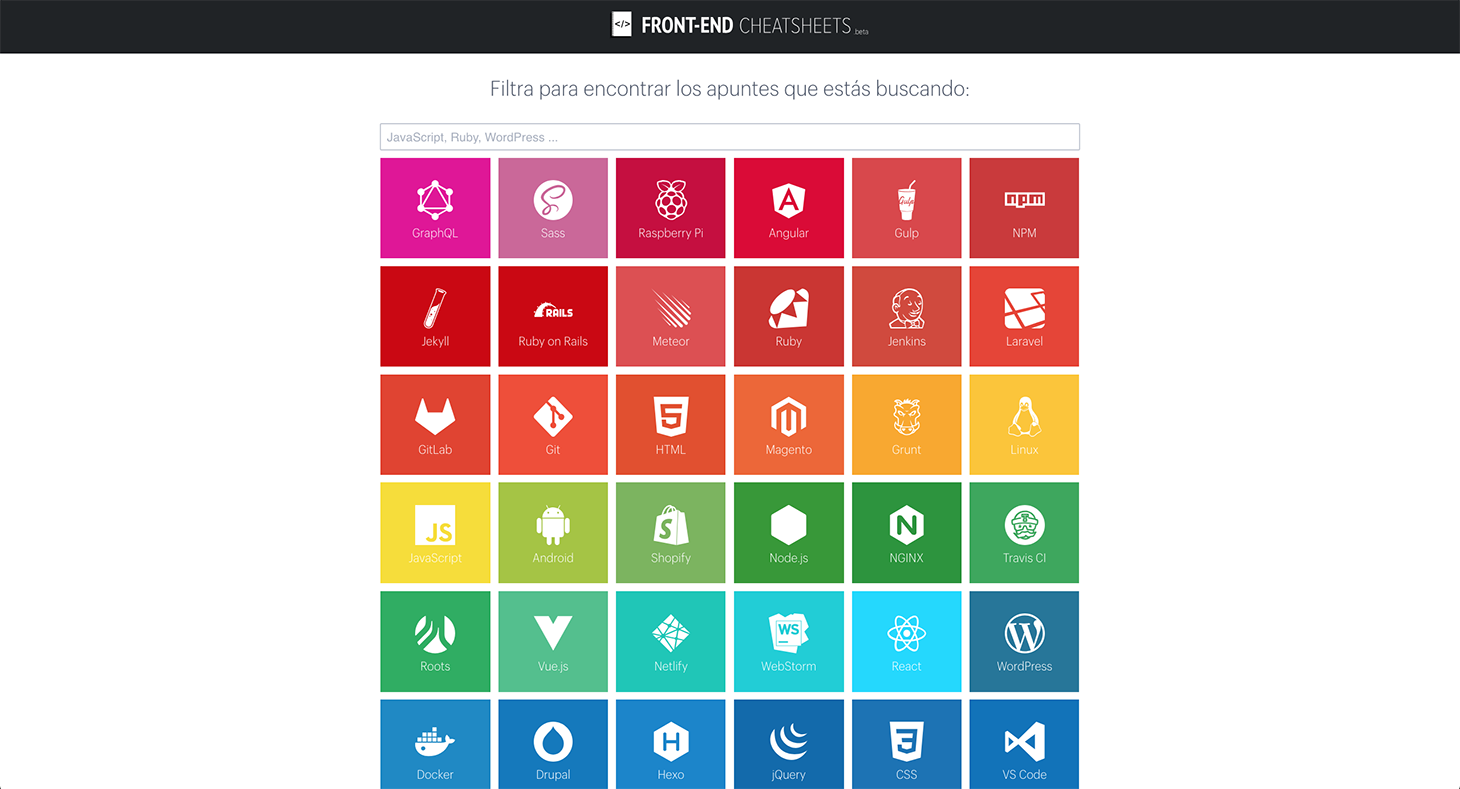 </> FRONT-END CHEATSHEETS .beta
Filtra para encontrar los apuntes que estás buscando:
JavaScript, Ruby, WordPress ...
Gulp npm
GraphQL Sass Raspberry Pi Angular Gulp NPM
RAILS
Jekyll Ruby on Rails Meteor Ruby Jenkins Laravel
5
GitLab Git HTML Magento Grunt Linux
JS S N
JavaScript Android Shopify Node.js NGINX Travis CI
WS W
Roots Vue.js Netlify WebStorm React WordPress
H 3
Docker Drupal Hexo jQuery CSS VS Code